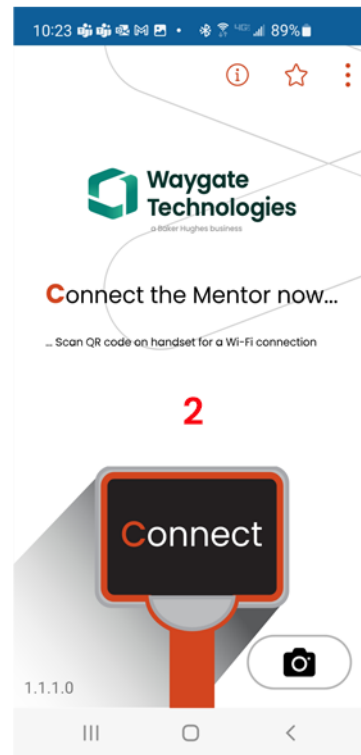 10:23
4GE
89%
Waygate
Technologies
a Baker Hughes business
Connect the Mentor now...
... Scan QR code on handset for a Wi-Fi connection
2
Connect
1.1.1.0